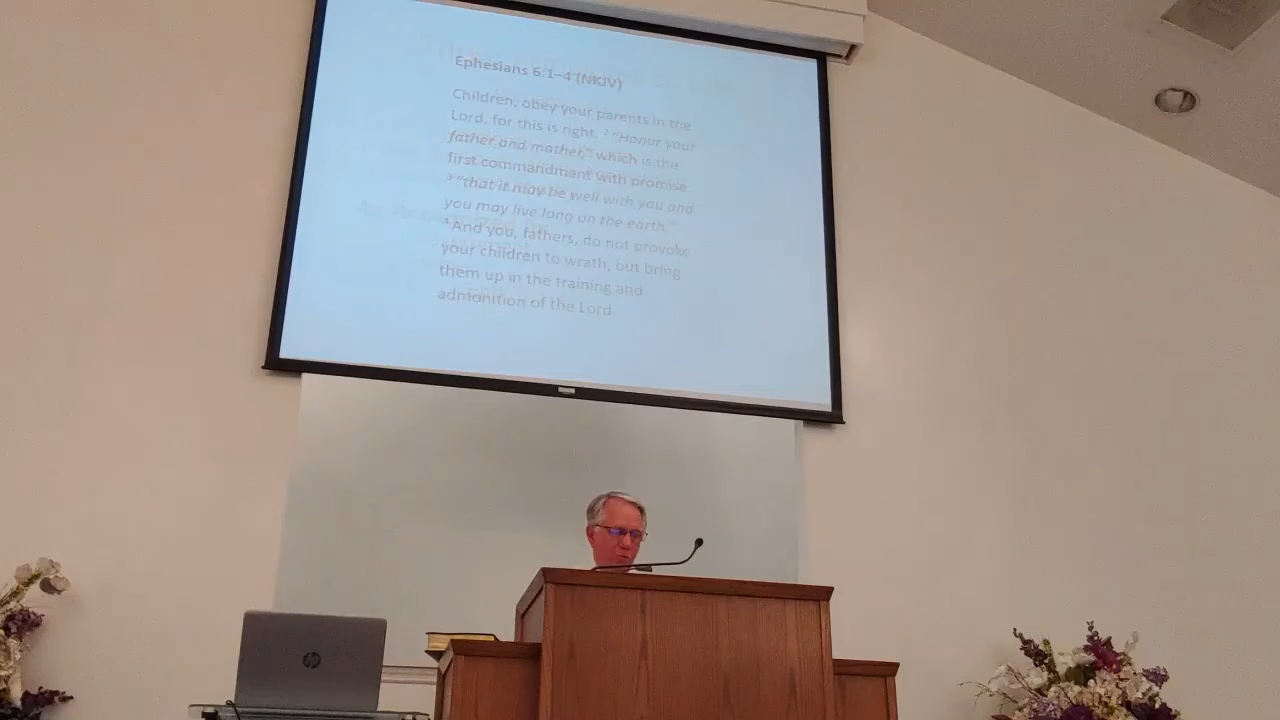 Ephesians 6:1–4 (NKJV)
Children, obey your parents in the
Lord, for this is right. 2 "Honor your
father and mother," which is the
first commandment with promise
3 "that it may be well with you and
you may live long on the earth."
4 And you, fathers, do not provoke
your children to wrath, but bring
them up in the training and
admonition of the Lord
hp